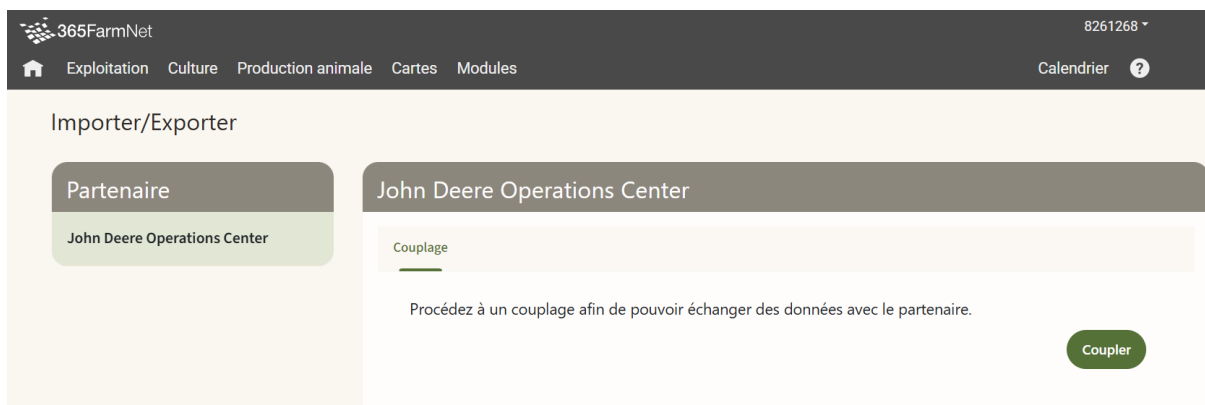 365FarmNet
8261268
Exploitation Culture Production animale Cartes Modules Calendrier ?
Importer/Exporter
Partenaire
John Deere Operations Center
John Deere Operations Center
Couplage
Procédez à un couplage afin de pouvoir échanger des données avec le partenaire.
Coupler